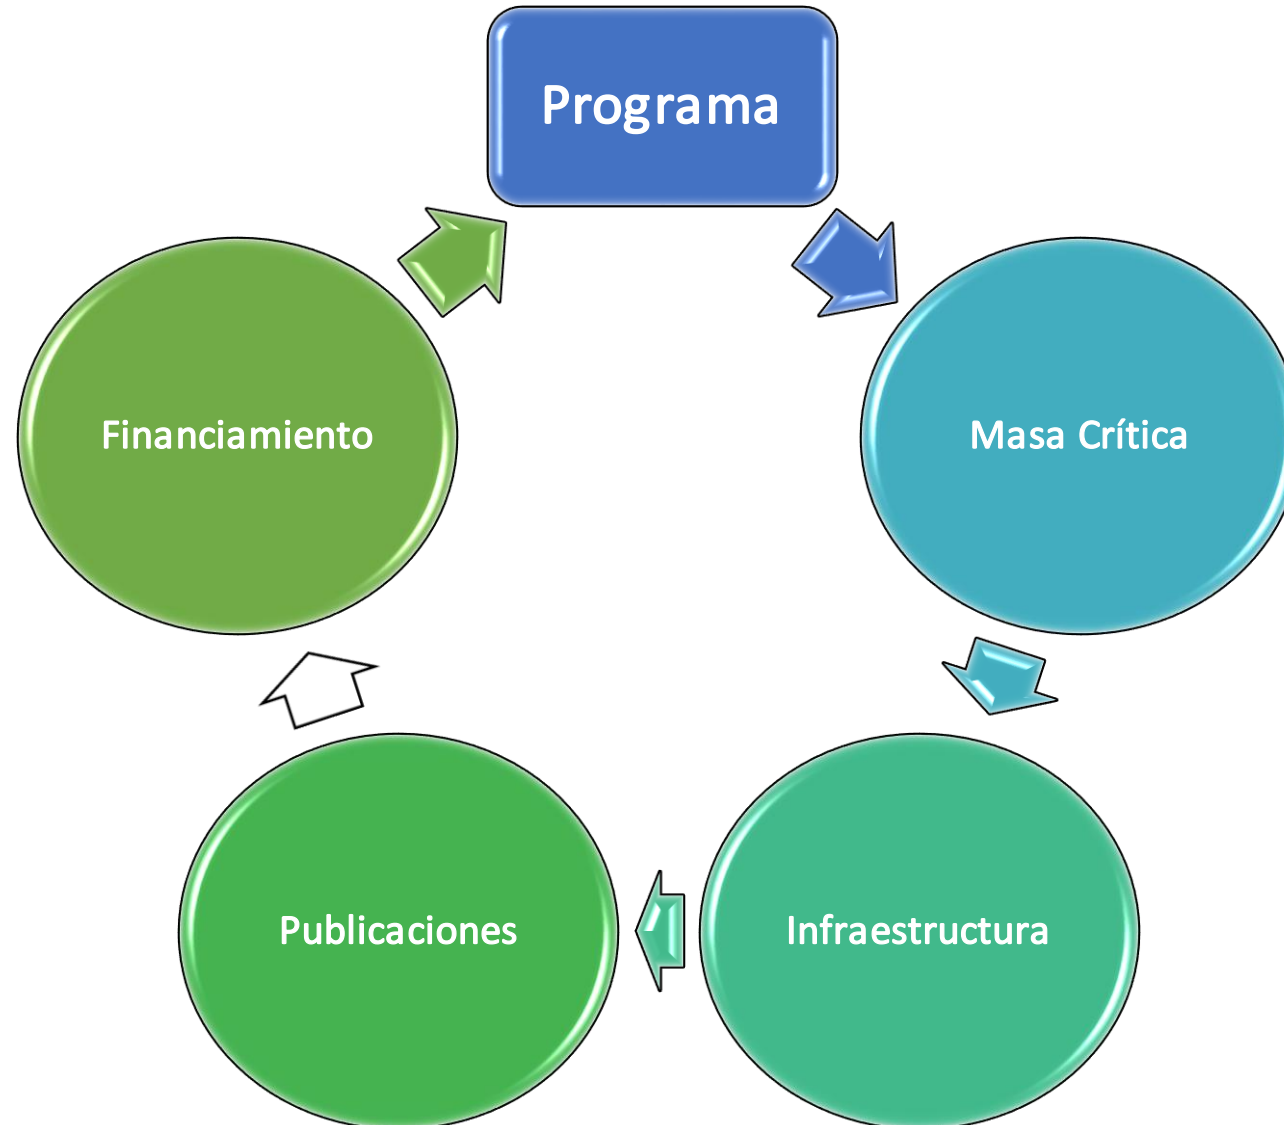 Programa
Financiamiento
Masa Crítica
Publicaciones
Infraestructura